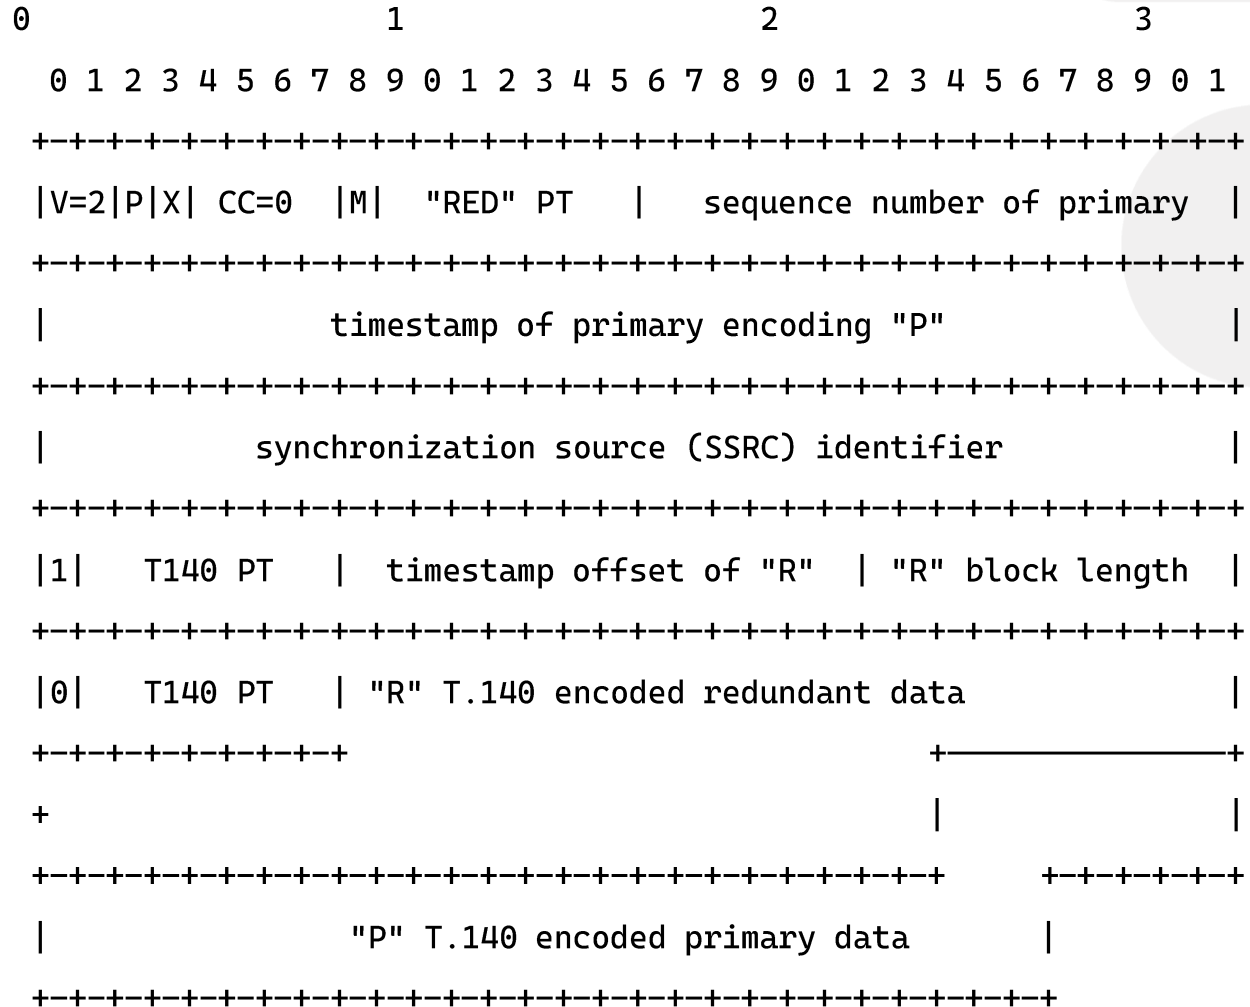 0                   1                   2                   3
 0 1 2 3 4 5 6 7 8 9 0 1 2 3 4 5 6 7 8 9 0 1 2 3 4 5 6 7 8 9 0 1
+-+-+-+-+-+-+-+-+-+-+-+-+-+-+-+-+-+-+-+-+-+-+-+-+-+-+-+-+-+-+-+-+
|V=2|P|X| CC=0  |M|  "RED" PT   |   sequence number of primary  |
+-+-+-+-+-+-+-+-+-+-+-+-+-+-+-+-+-+-+-+-+-+-+-+-+-+-+-+-+-+-+-+-+
|               timestamp of primary encoding "P"               |
+-+-+-+-+-+-+-+-+-+-+-+-+-+-+-+-+-+-+-+-+-+-+-+-+-+-+-+-+-+-+-+-+
|           synchronization source (SSRC) identifier            |
+-+-+-+-+-+-+-+-+-+-+-+-+-+-+-+-+-+-+-+-+-+-+-+-+-+-+-+-+-+-+-+-+
|1|   T140 PT   |  timestamp offset of "R"  | "R" block length  |
+-+-+-+-+-+-+-+-+-+-+-+-+-+-+-+-+-+-+-+-+-+-+-+-+-+-+-+-+-+-+-+-+
|0|   T140 PT   | "R" T.140 encoded redundant data              |
+-+-+-+-+-+-+-+-+                               +---------------+
+                                               |               |
+-+-+-+-+-+-+-+-+-+-+-+-+-+-+-+-+-+-+-+-+-+-+-+-+     +-+-+-+-+-+
|                "P" T.140 encoded primary data       |
+-+-+-+-+-+-+-+-+-+-+-+-+-+-+-+-+-+-+-+-+-+-+-+-+-+-+-+